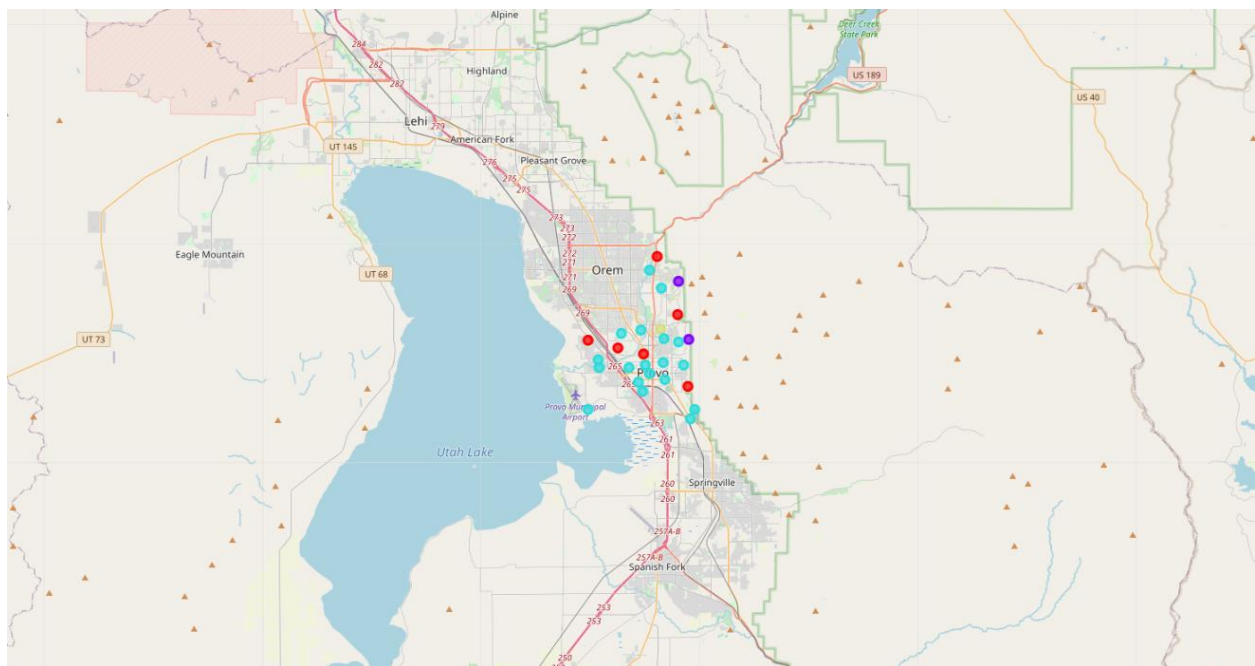 Alpine
Deer Creek
State Park
284
282
Highland
US 189
282
US 40
Lehi
279
American Fork
UT 145
276
Pleasant Grove
275
275
273
273
272
272
Eagle Mountain
271
Orem
UT 68
271
269
269
UT 73
265
Provo
265
Provo Municipal
Airport
263
261
Utah Lake
261
260
Springville
260
257A-B
257A-B
Spanish Fork
253
253
250